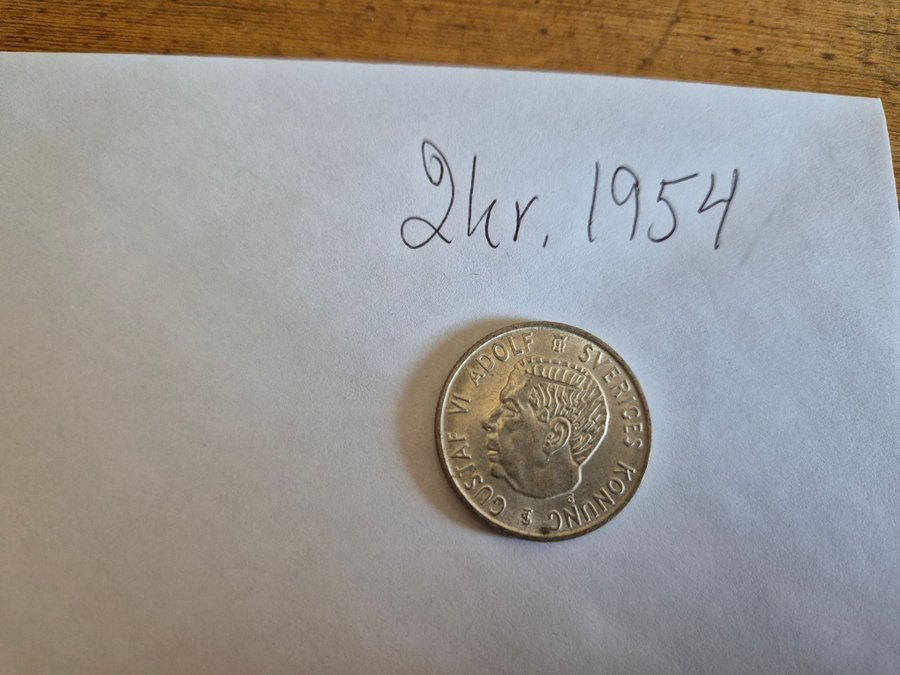 2kr. 1954
GUSTAF VI ADOLF SVERIGES KONUNG